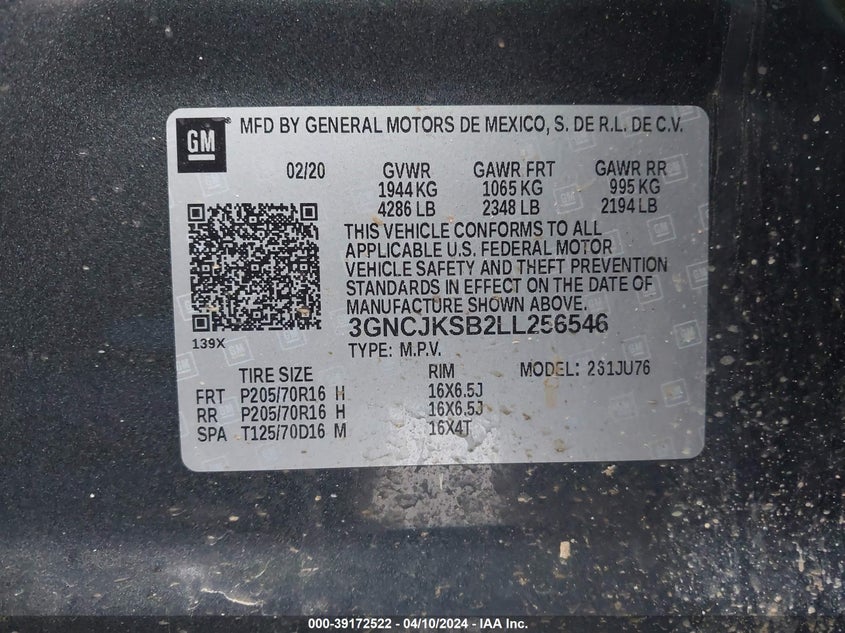 GM ® MFD BY GENERAL MOTORS DE MEXICO, S. DE R.L. DE C.V.
02/20 GVWR GAWR FRT GAWR RR
1944 KG 1065 KG 995 KG
4286 LB 2348 LB 2194 LB
THIS VEHICLE CONFORMS TO ALL
APPLICABLE U.S. FEDERAL MOTOR
VEHICLE SAFETY AND THEFT PREVENTION
STANDARDS IN EFFECT ON THE DATE OF
MANUFACTURE SHOWN ABOVE.
139X
3GNCJKSB2LL256546
TYPE: M.P.V. MODEL: 261JU76
TIRE SIZE RIM
FRT P205/70R16 H 16X6.5J
RR P205/70R16 H 16X6.5J
SPA T125/70D16 M 16X4T
000-39172522 - 04/10/2024 - IAA Inc.